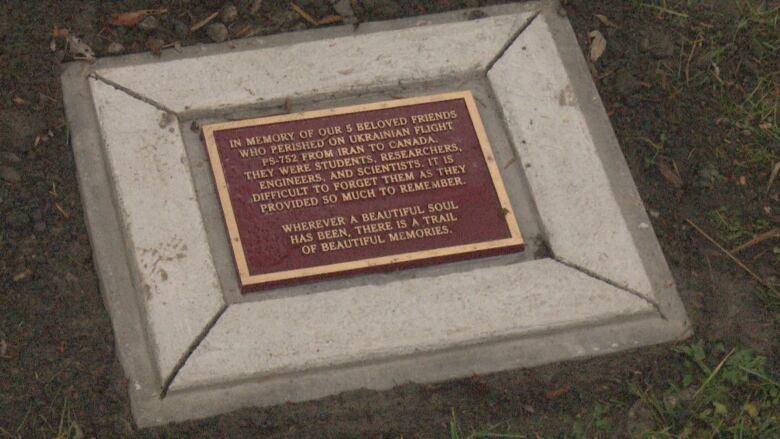 IN MEMORY OF OUR 5 BELOVED FRIENDS
WHO PERISHED ON UKRAINIAN FLIGHT
PS-752 FROM IRAN TO CANADA.
THEY WERE STUDENTS, RESEARCHERS,
ENGINEERS, AND SCIENTISTS. IT IS
DIFFICULT TO FORGET THEM AS THEY
PROVIDED SO MUCH TO REMEMBER.
WHEREVER A BEAUTIFUL SOUL
HAS BEEN, THERE IS A TRAIL
OF BEAUTIFUL MEMORIES.